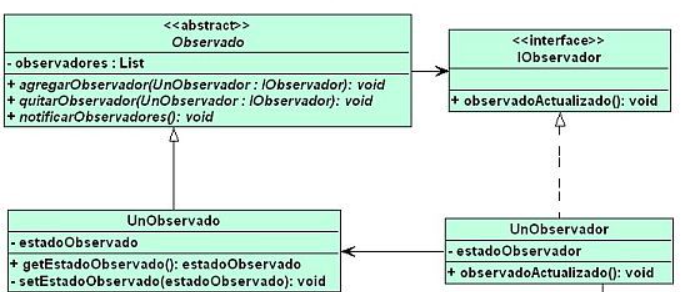 <<abstract>>
Observado
- observadores : List
+ agregarObservador(UnObservador : IObservador): void
+ quitarObservador(UnObservador : IObservador): void
+ notificarObservadores(): void
<<interface>>
IObservador
+ observadoActualizado(): void
UnObservado
- estadoObservado
+ getEstadoObservado(): estadoObservado
- setEstadoObservado(estadoObservado): void
UnObservador
- estadoObservador
+ observadoActualizado(): void